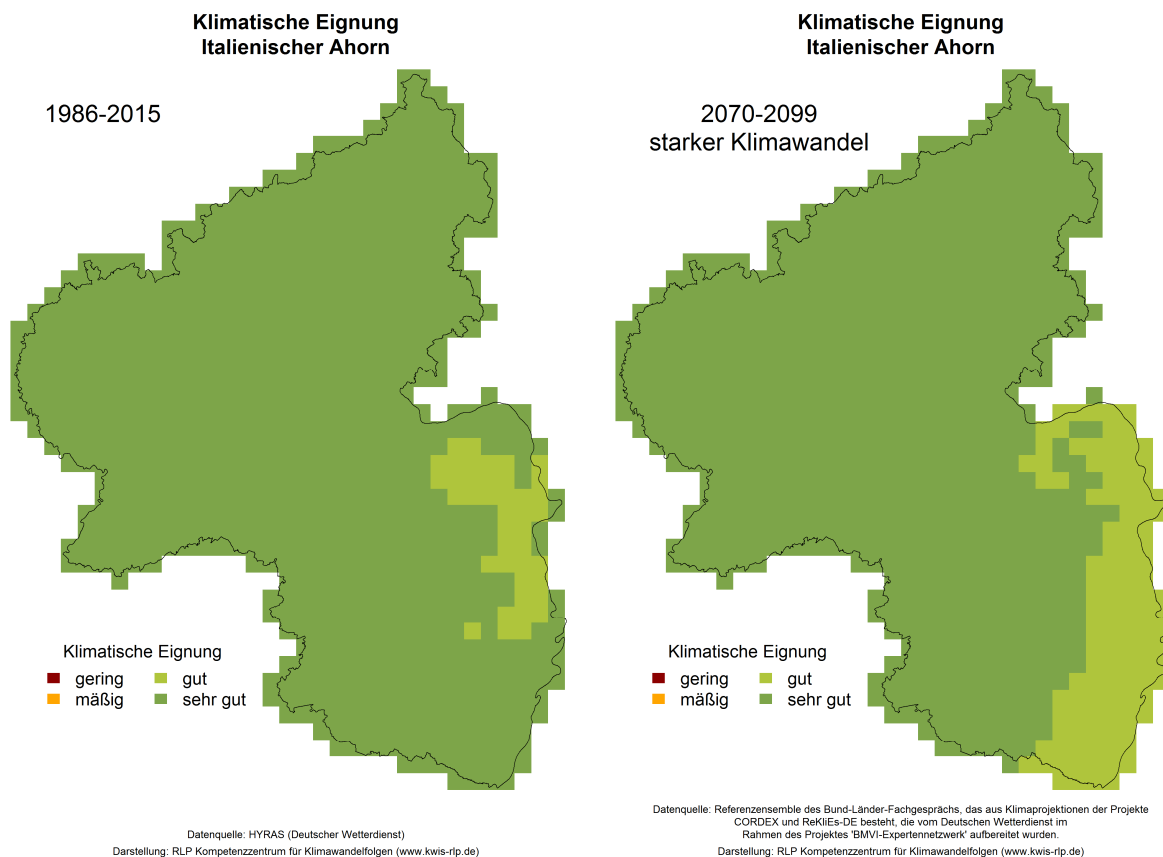 Klimatische Eignung
Italienischer Ahorn
1986-2015
Klimatische Eignung
gering
gut
mäßig
sehr gut
Datenquelle: HYRAS (Deutscher Wetterdienst)
Darstellung: RLP Kompetenzzentrum für Klimawandelfolgen (www.kwis-rlp.de)
Klimatische Eignung
Italienischer Ahorn
2070-2099
starker Klimawandel
Klimatische Eignung
gering
gut
mäßig
sehr gut
Datenquelle: Referenzensemble des Bund-Länder-Fachgesprächs, das aus Klimaprojektionen der Projekte
CORDEX und ReKliEs-DE besteht, die vom Deutschen Wetterdienst im
Rahmen des Projektes 'BMVI-Expertennetzwerk' aufbereitet wurden.
Darstellung: RLP Kompetenzzentrum für Klimawandelfolgen (www.kwis-rlp.de)